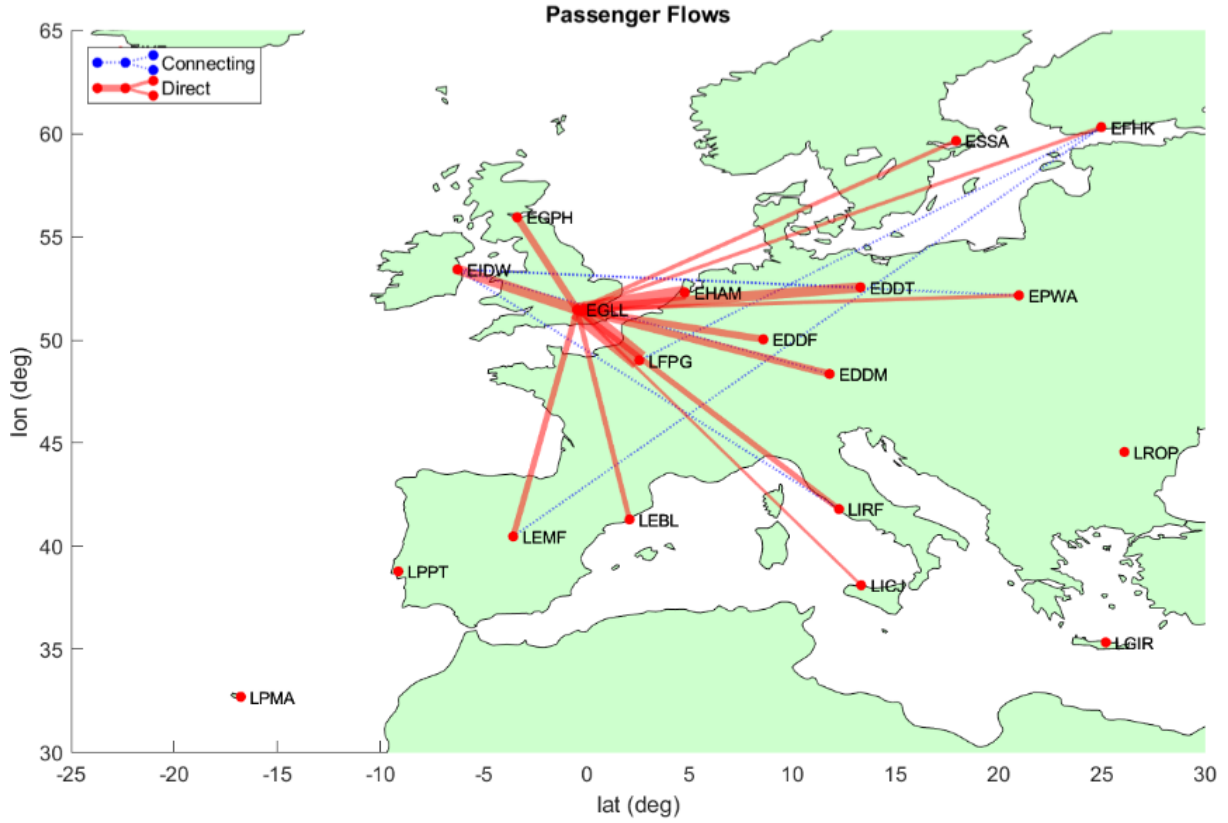 Passenger Flows
65
60
55
50
45
40
35
30
lon (deg)
Connecting
Direct
ESSA
EFHK
EGPH
EIDW
EHAM
EDDT
EPWA
EGLL
EDDF
LFPG
EDDM
LROP
LIRF
LEBL
LEMF
LPPT
LICJ
LGIR
LPMA
-25
-20
-15
-10
-5
0
5
10
15
20
25
30
lat (deg)